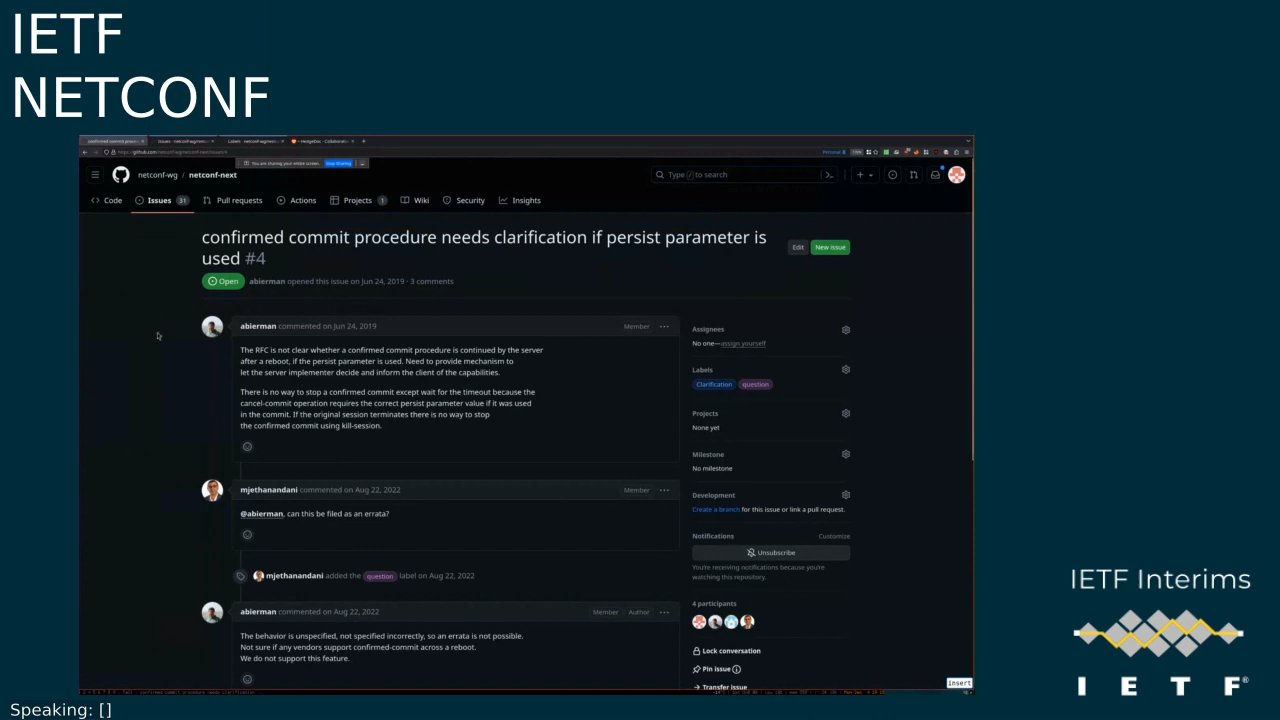 IETF
NETCONF
You are sharing your entire screen. Stop Sharing
netconf-wg / netconf-next
Type / to search
Code Issues 31 Pull requests Actions Projects 1 Wiki Security Insights
confirmed commit procedure needs clarification if persist parameter is
used #4
Edit New issue
Open abierman opened this issue on Jun 24, 2019 · 3 comments
abierman commented on Jun 24, 2019 Member
The RFC is not clear whether a confirmed commit procedure is continued by the server
after a reboot, if the persist parameter is used. Need to provide mechanism to
let the server implementer decide and inform the client of the capabilities.
There is no way to stop a confirmed commit except wait for the timeout because the
cancel-commit operation requires the correct persist parameter value if it was used
in the commit. If the original session terminates there is no way to stop
the confirmed commit using kill-session.
mjethanandani commented on Aug 22, 2022 Member
@abierman, can this be filed as an errata?
mjethanandani added the question label on Aug 22, 2022
abierman commented on Aug 22, 2022 Member Author
The behavior is unspecified, not specified incorrectly, so an errata is not possible.
Not sure if any vendors support confirmed-commit across a reboot.
We do not support this feature.
Assignees
No one—assign yourself
Labels
Clarification question
Projects
None yet
Milestone
No milestone
Development
Create a branch for this issue or link a pull request.
Notifications Customize
Unsubscribe
You're receiving notifications because you're
watching this repository.
4 participants
Lock conversation
Pin issue
Transfer issue
insert
IETF Interims
I E T F®
Speaking: []